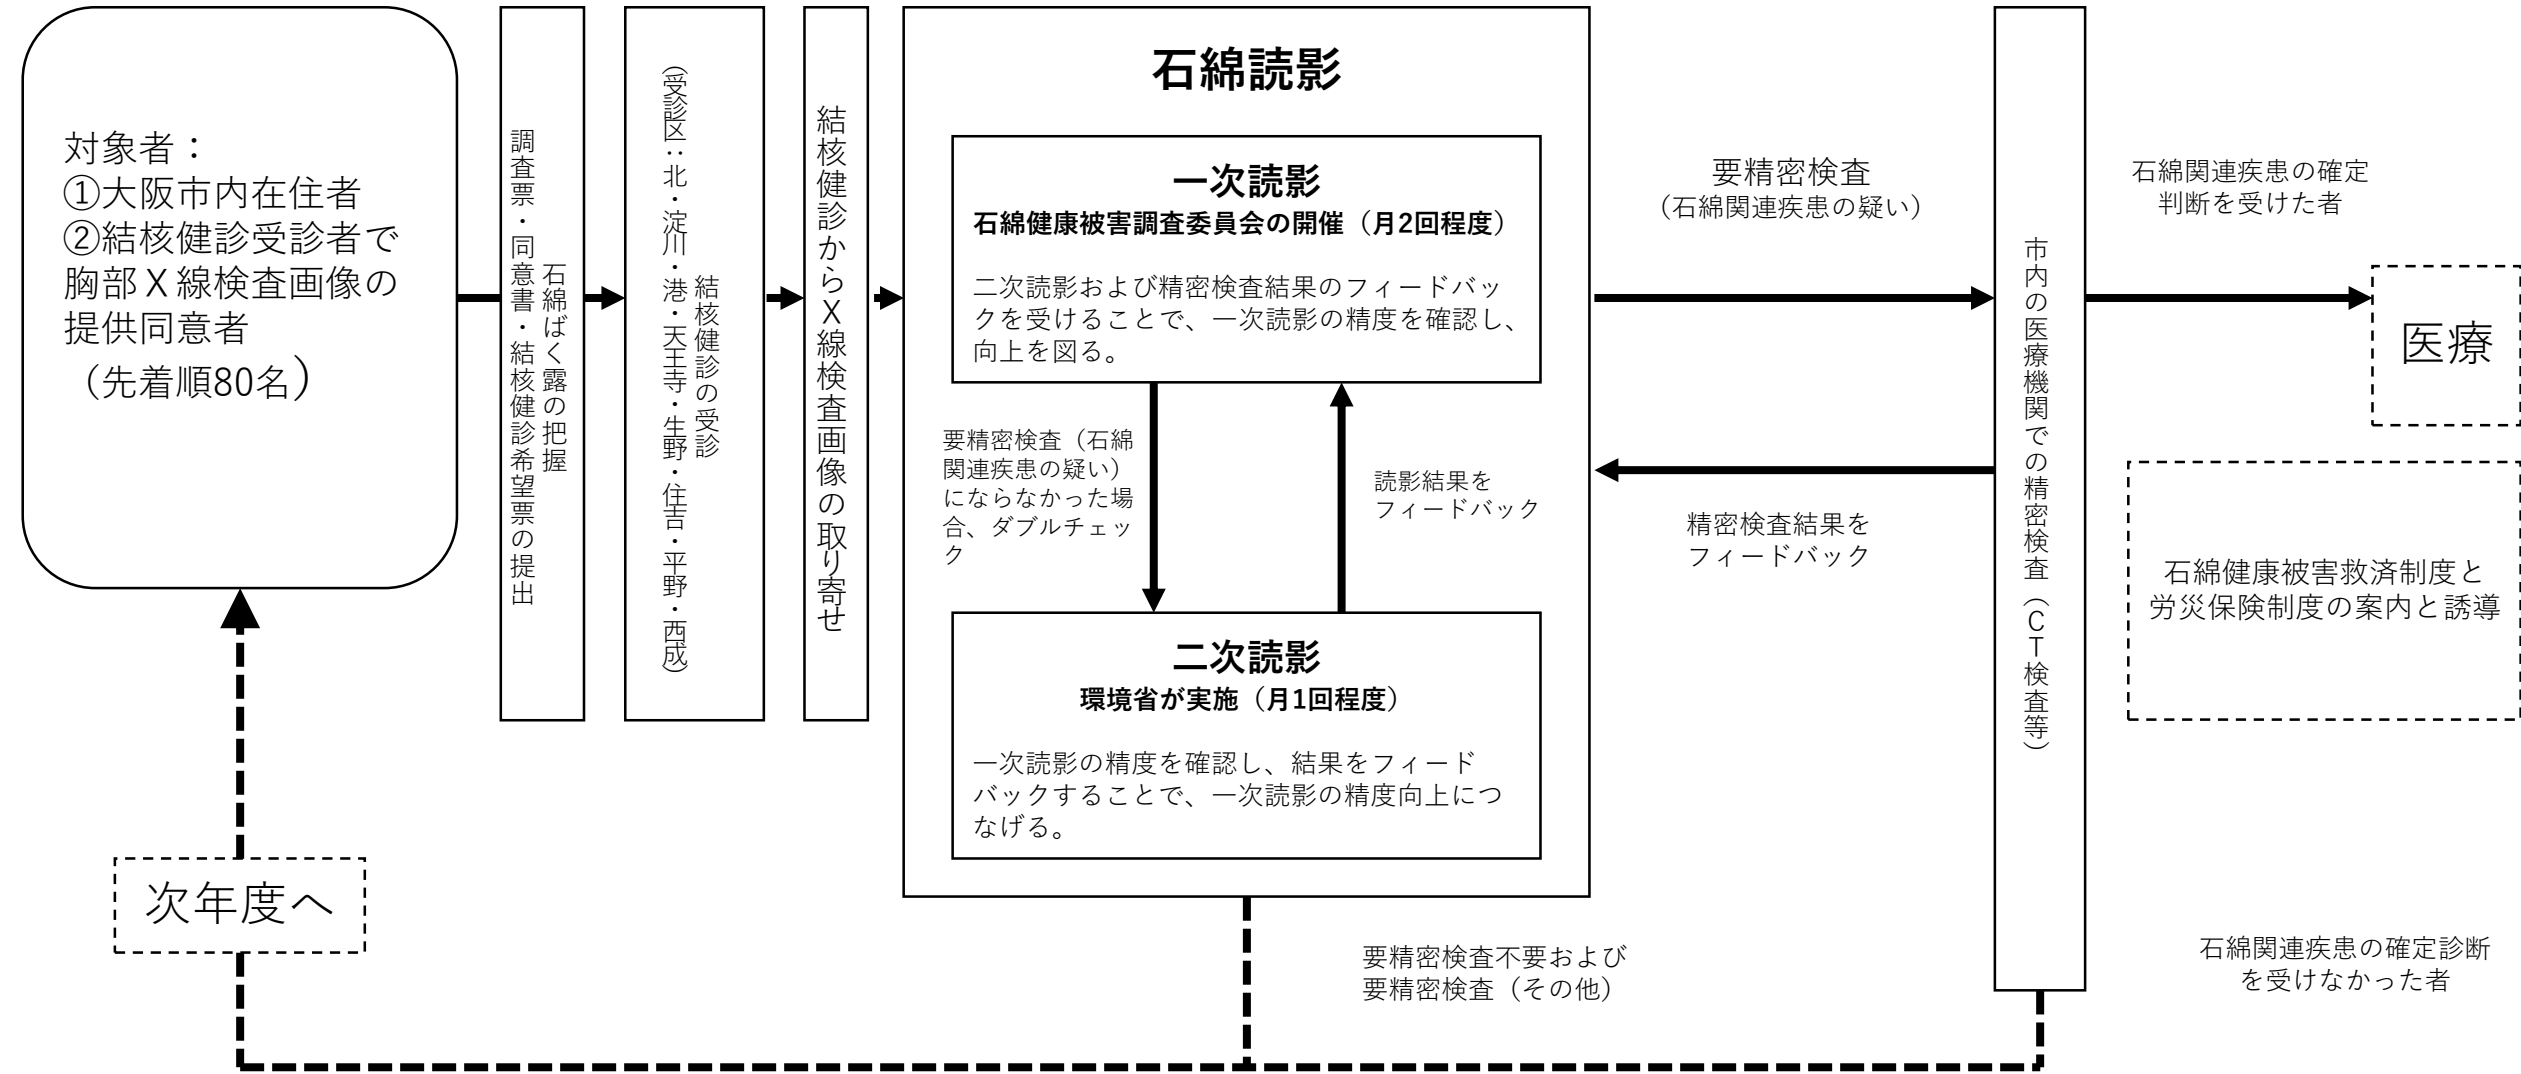 対象者：
①大阪市内在住者
②結核健診受診者で
胸部Ｘ線検査画像の
提供同意者
（先着順80名）
石綿ばく露の把握
調査票・同意書・結核健診希望票の提出
結核健診の受診
（受診区：北・淀川・港・天王寺・生野・住吉・平野・西成）
結核健診からＸ線検査画像の取り寄せ
石綿読影
一次読影
石綿健康被害調査委員会の開催（月2回程度）
二次読影および精密検査結果のフィードバッ
クを受けることで、一次読影の精度を確認し、
向上を図る。
要精密検査（石綿
関連疾患の疑い）
にならなかった場
合、ダブルチェッ
ク
読影結果を
フィードバック
二次読影
環境省が実施（月1回程度）
一次読影の精度を確認し、結果をフィード
バックすることで、一次読影の精度向上につ
なげる。
要精密検査
（石綿関連疾患の疑い）
精密検査結果を
フィードバック
市内の医療機関での精密検査（ＣＴ検査等）
石綿関連疾患の確定
判断を受けた者
医療
石綿健康被害救済制度と
労災保険制度の案内と誘導
次年度へ
要精密検査不要および
要精密検査（その他）
石綿関連疾患の確定診断
を受けなかった者